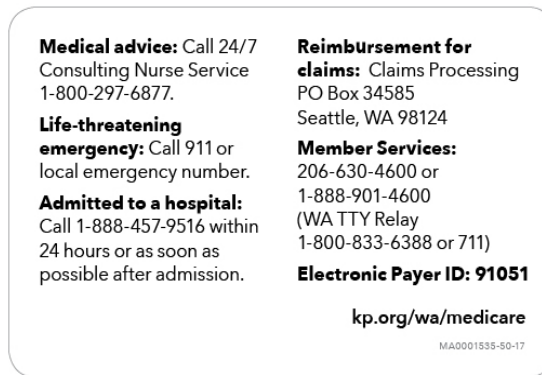 Medical advice: Call 24/7
Consulting Nurse Service
1-800-297-6877.
Life-threatening
emergency: Call 911 or
local emergency number.
Admitted to a hospital:
Call 1-888-457-9516 within
24 hours or as soon as
possible after admission.
Reimbursement for
claims: Claims Processing
PO Box 34585
Seattle, WA 98124
Member Services:
206-630-4600 or
1-888-901-4600
(WA TTY Relay
1-800-833-6388 or 711)
Electronic Payer ID: 91051
kp.org/wa/medicare
MA0001535-50-17